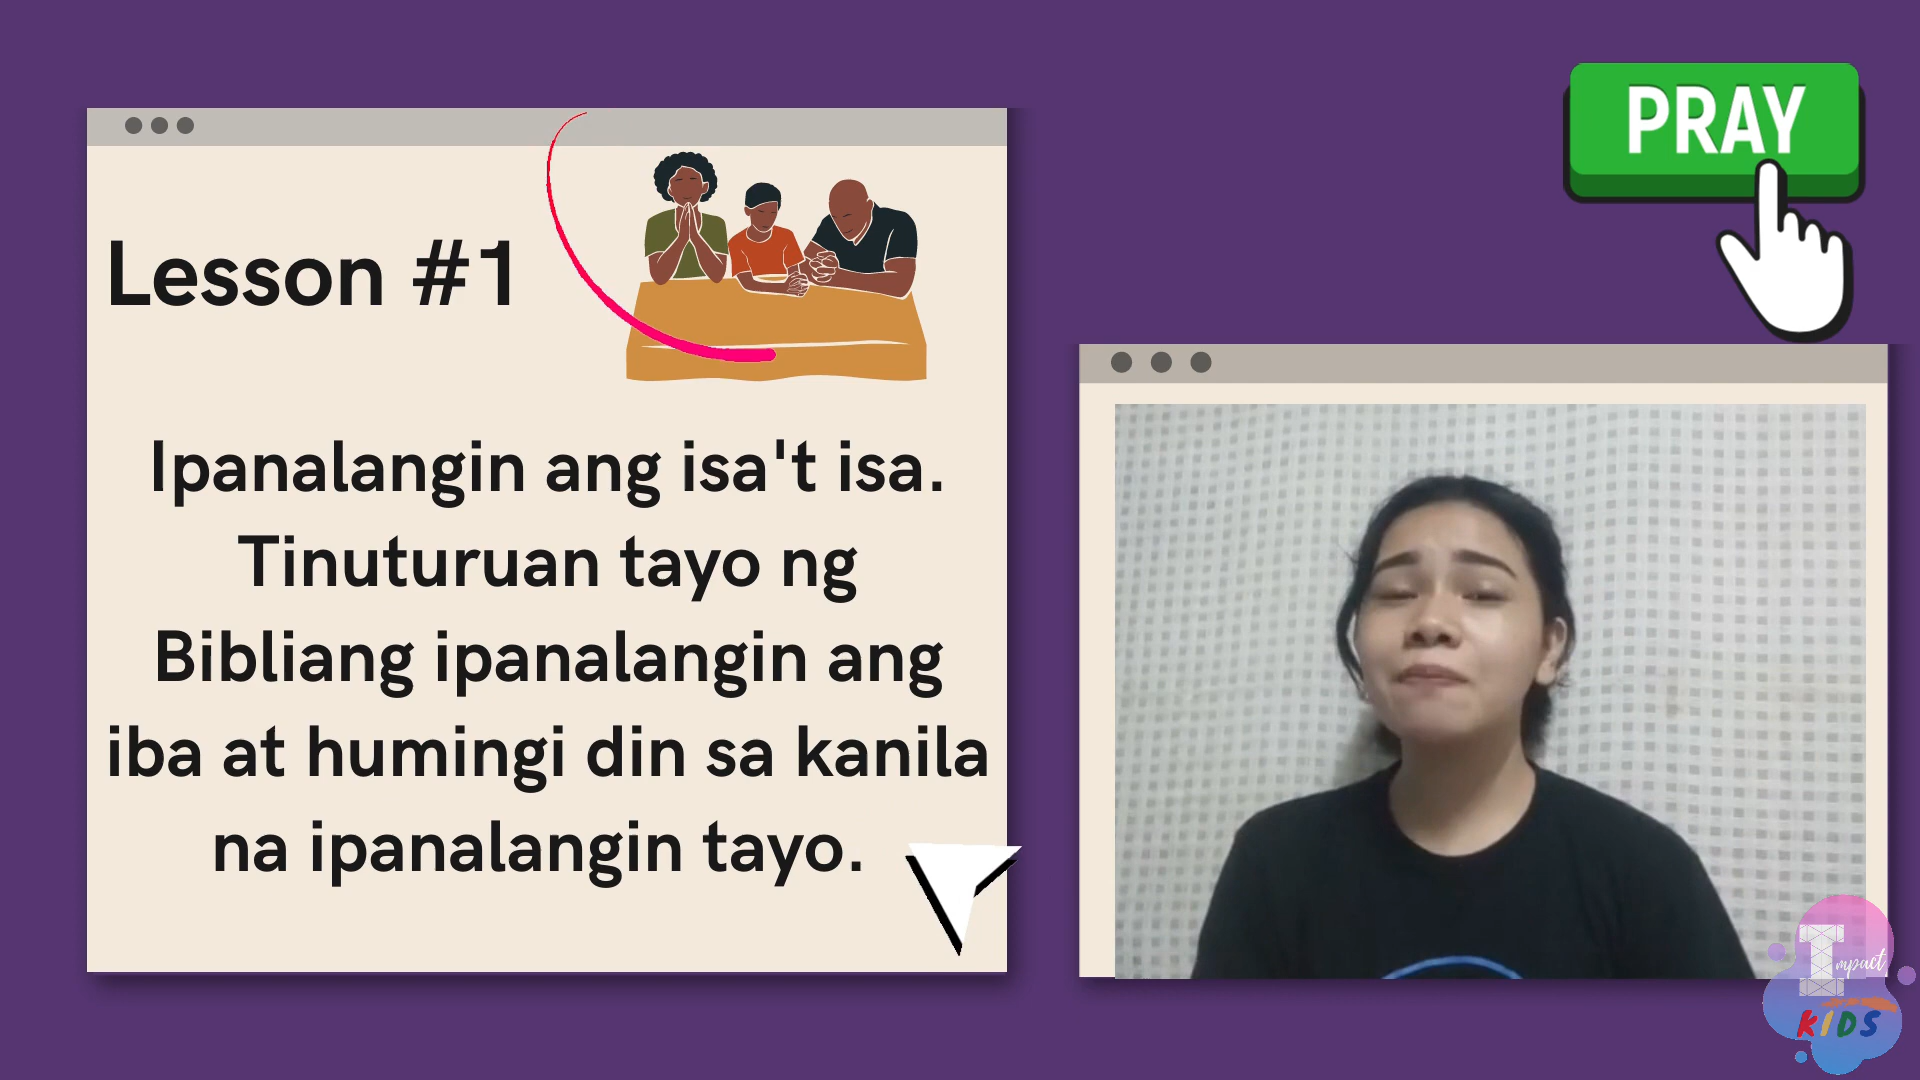 PRAY
Lesson #1
Ipanalangin ang isa't isa.
Tinuturuan tayo ng
Bibliang ipanalangin ang
iba at humingi din sa kanila
na ipanalangin tayo.
Impact
KIDS